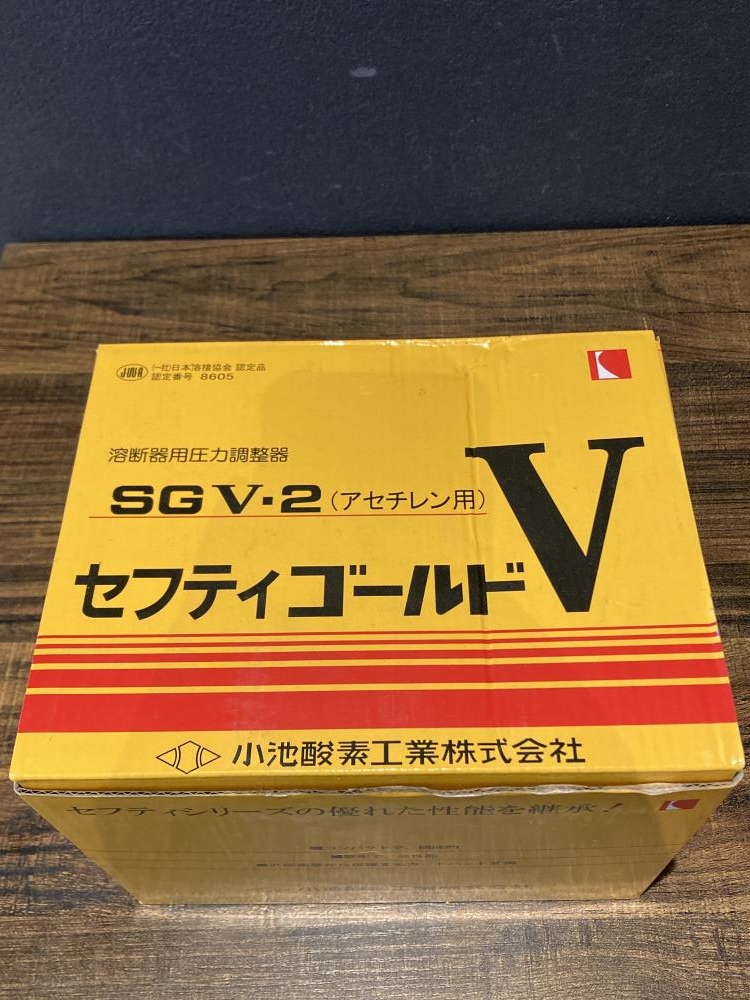 JWA (一社)日本溶接協会 認定品
認定番号 8605
溶断器用圧力調整器
SGV・2(アセチレン用)
セフティゴールドV
小池酸素工業株式会社
セフティシリーズの優れた性能を継承!